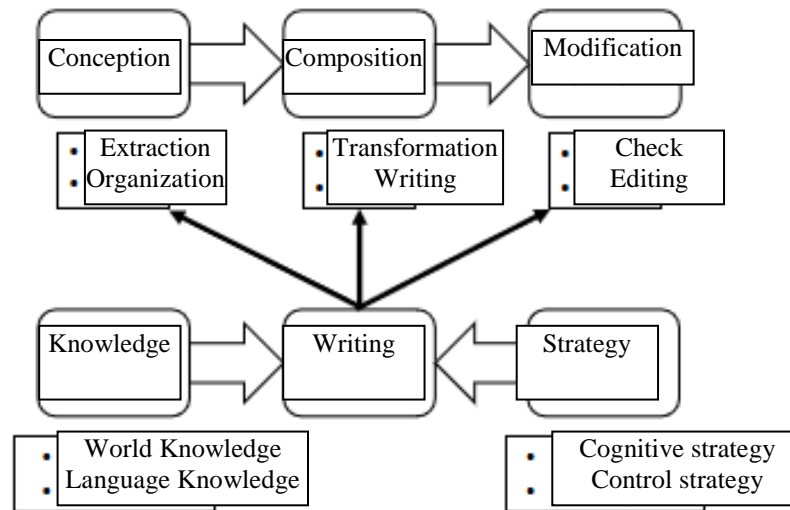 Conception
Composition
Modification
• Extraction
• Organization
• Transformation
• Writing
• Check
• Editing
Knowledge
Writing
Strategy
• World Knowledge
• Language Knowledge
• Cognitive strategy
• Control strategy